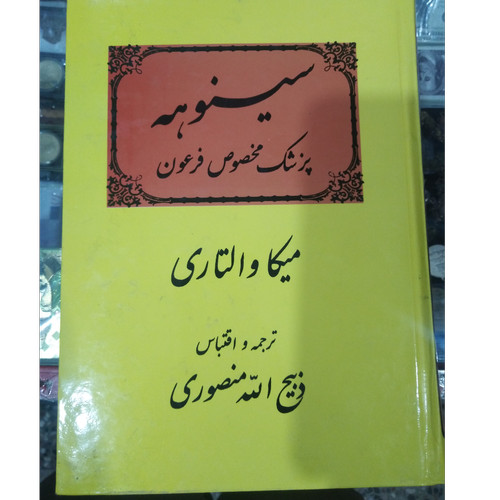 سینوهه
پزشک مخصوص فرعون
میکا والتاری
ترجمه و اقتباس
ذبیح الله منصوری